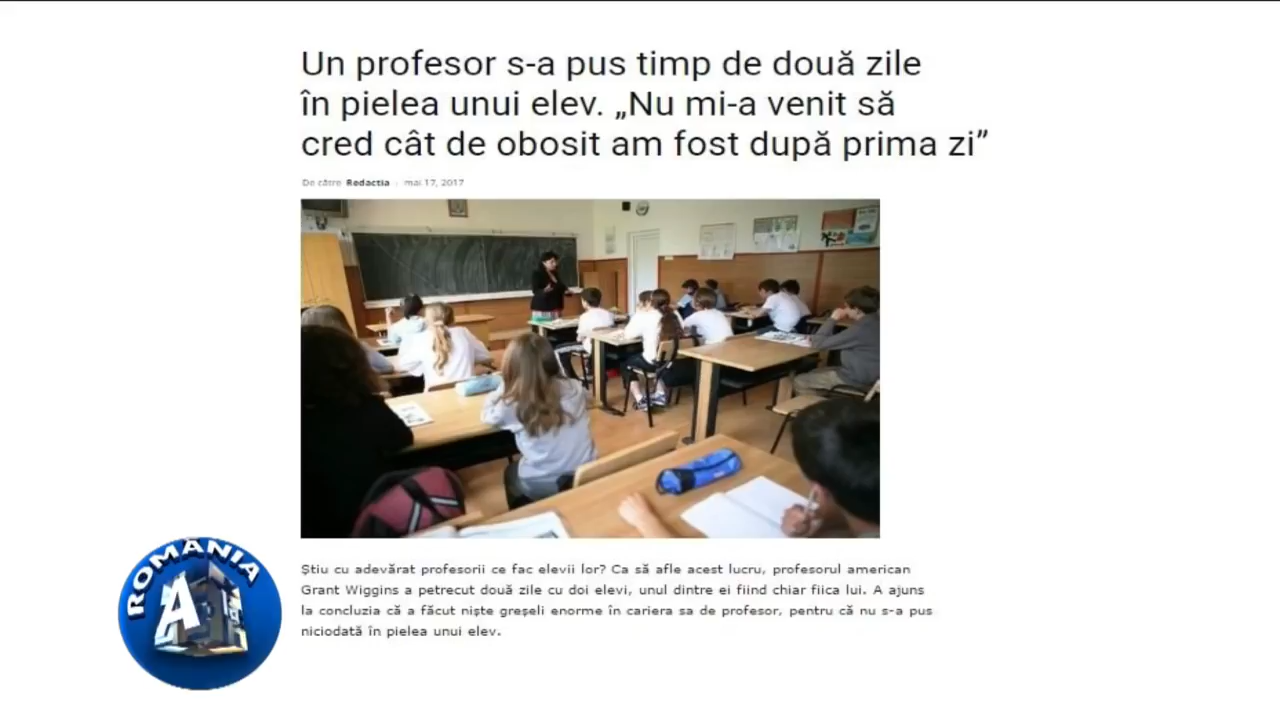 Un profesor s-a pus timp de două zile
în pielea unui elev. „Nu mi-a venit să
cred cât de obosit am fost după prima zi”
De către Redactia - mai 17, 2017
Știu cu adevărat profesorii ce fac elevii lor? Ca să afle acest lucru, profesorul american
Grant Wiggins a petrecut două zile cu doi elevi, unul dintre ei fiind chiar fiica lui. A ajuns
la concluzia că a făcut niște greșeli enorme în cariera sa de profesor, pentru că nu s-a pus
niciodată în pielea unui elev.
ROMÂNIA
A